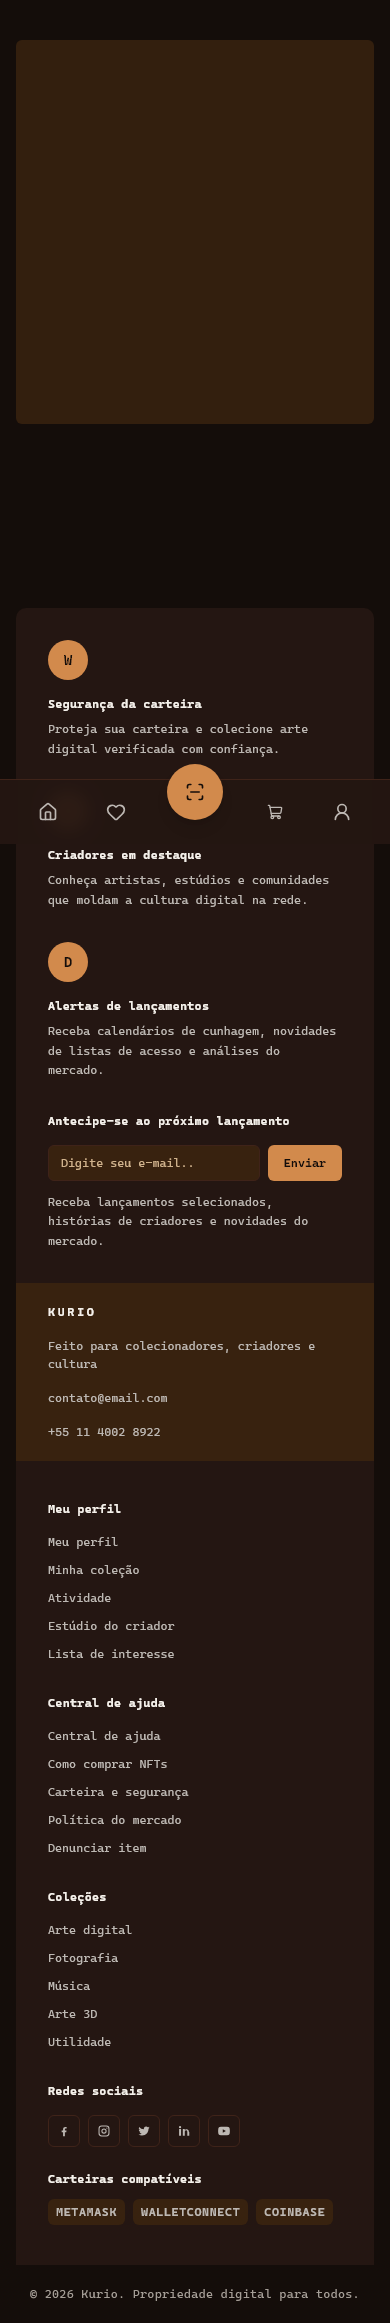 W
Segurança da carteira
Proteja sua carteira e colecione arte
digital verificada com confiança.
Criadores em destaque
Conheça artistas, estúdios e comunidades
que moldam a cultura digital na rede.
D
Alertas de lançamentos
Receba calendários de cunhagem, novidades
de listas de acesso e análises do
mercado.
Antecipe-se ao próximo lançamento
Digite seu e-mail..
Enviar
Receba lançamentos selecionados,
histórias de criadores e novidades do
mercado.
KURIO
Feito para colecionadores, criadores e
cultura
contato@email.com
+55 11 4002 8922
Meu perfil
Meu perfil
Minha coleção
Atividade
Estúdio do criador
Lista de interesse
Central de ajuda
Central de ajuda
Como comprar NFTs
Carteira e segurança
Política do mercado
Denunciar item
Coleções
Arte digital
Fotografia
Música
Arte 3D
Utilidade
Redes sociais
Carteiras compatíveis
METAMASK WALLETCONNECT COINBASE
© 2026 Kurio. Propriedade digital para todos.